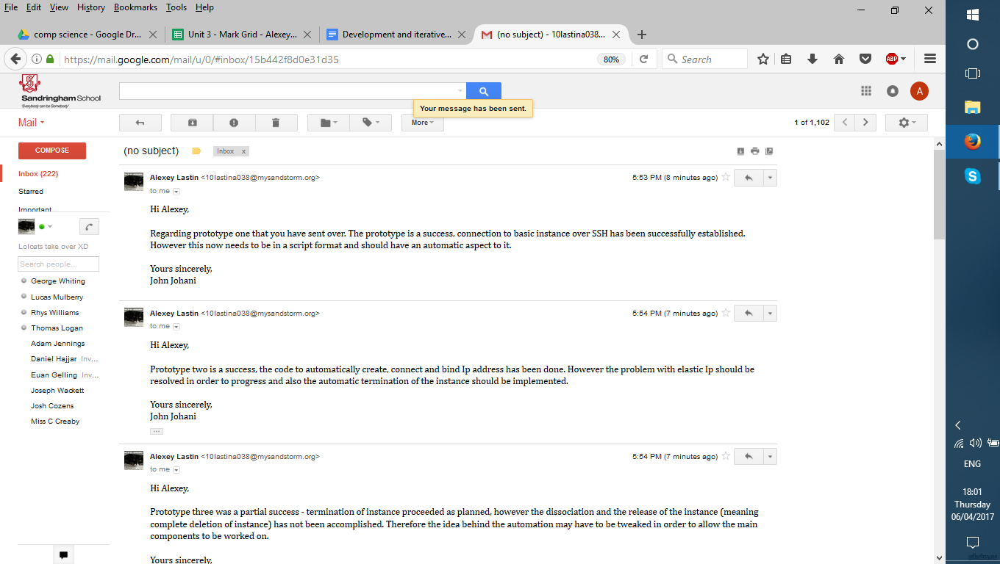 File Edit View History Bookmarks Tools Help
comp science - Google Dr... Unit 3 - Mark Grid - Alexey... Development and iterative... (no subject) - 10lastina038...
https://mail.google.com/mail/u/0/#inbox/15b442f8d0e31d35 80% Search ABP
Sandringham School
'Everybody can be Somebody'
A
Your message has been sent.
Mail More 1 of 1,102
COMPOSE
Inbox (222)
Starred
Important
Lolcats take over XD
Search people...
George Whiting
Lucas Mulberry
Rhys Williams
Thomas Logan
Adam Jennings
Daniel Hajjar Inv...
Euan Gelling Inv...
Joseph Wackett
Josh Cozens
Miss C Creaby
(no subject) Inbox x
Alexey Lastin <10lastina038@mysandstorm.org> 5:53 PM (8 minutes ago)
to me
Hi Alexey,
Regarding prototype one that you have sent over. The prototype is a success, connection to basic instance over SSH has been successfully established.
However this now needs to be in a script format and should have an automatic aspect to it.
Yours sincerely,
John Johani
Alexey Lastin <10lastina038@mysandstorm.org> 5:54 PM (7 minutes ago)
to me
Hi Alexey,
Prototype two is a success, the code to automatically create, connect and bind Ip address has been done. However the problem with elastic Ip should be
resolved in order to progress and also the automatic termination of the instance should be implemented.
Yours sincerely,
John Johani
Alexey Lastin <10lastina038@mysandstorm.org> 5:54 PM (7 minutes ago)
to me
Hi Alexey,
Prototype three was a partial success - termination of instance proceeded as planned, however the dissociation and the release of the instance (meaning
complete deletion of instance) has not been accomplished. Therefore the idea behind the automation may have to be tweaked in order to allow the main
components to be worked on.
Yours sincerely,
ENG
18:01
Thursday
06/04/2017